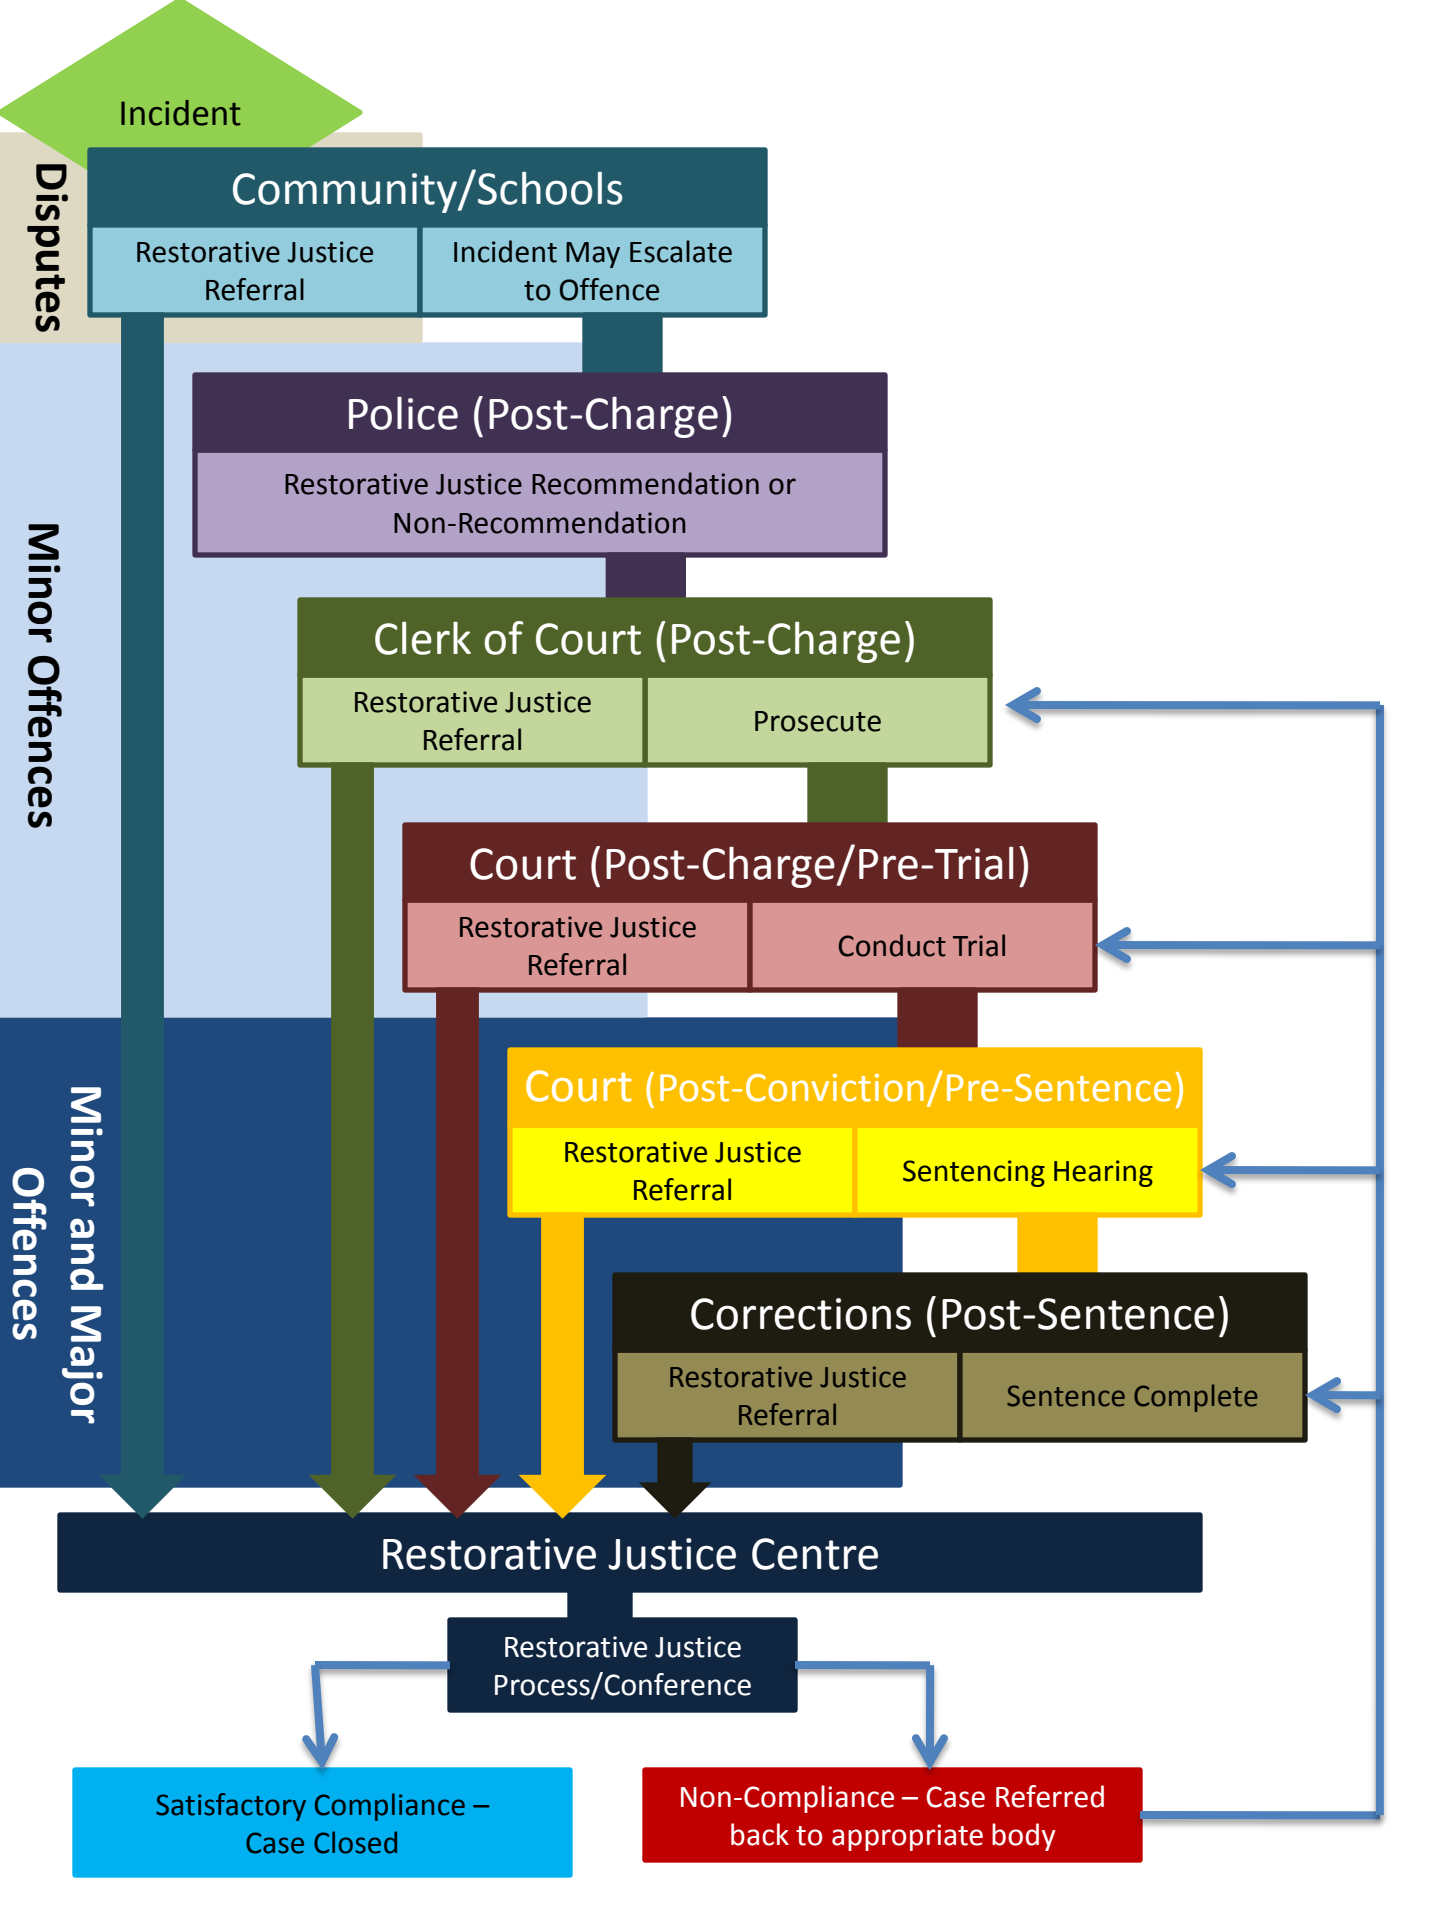 Incident
Disputes
Community/Schools
Restorative Justice
Referral
Incident May Escalate
to Offence
Minor Offences
Police (Post-Charge)
Restorative Justice Recommendation or
Non-Recommendation
Clerk of Court (Post-Charge)
Restorative Justice
Referral
Prosecute
Court (Post-Charge/Pre-Trial)
Restorative Justice
Referral
Conduct Trial
Minor and Major
Offences
Court (Post-Conviction/Pre-Sentence)
Restorative Justice
Referral
Sentencing Hearing
Corrections (Post-Sentence)
Restorative Justice
Referral
Sentence Complete
Restorative Justice Centre
Restorative Justice
Process/Conference
Satisfactory Compliance –
Case Closed
Non-Compliance – Case Referred
back to appropriate body